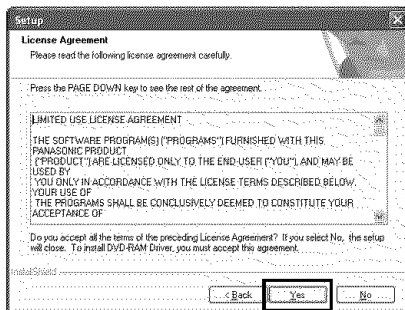 Setup
License Agreement
Please read the following license agreement carefully.
Press the PAGE DOWN key to see the rest of the agreement.
LIMITED USE LICENSE AGREEMENT
THE SOFTWARE PROGRAM(S) ("PROGRAMS") FURNISHED WITH THIS
PANASONIC PRODUCT
("PRODUCT") ARE LICENSED ONLY TO THE END-USER ("YOU"), AND MAY BE
USED BY
YOU ONLY IN ACCORDANCE WITH THE LICENSE TERMS DESCRIBED BELOW.
YOUR USE OF
THE PROGRAMS SHALL BE CONCLUSIVELY DEEMED TO CONSTITUTE YOUR
ACCEPTANCE OF
Do you accept all the terms of the preceding License Agreement? If you select No, the setup
will close. To install DVD-RAM Driver, you must accept this agreement.
InstallShield
< Back Yes No